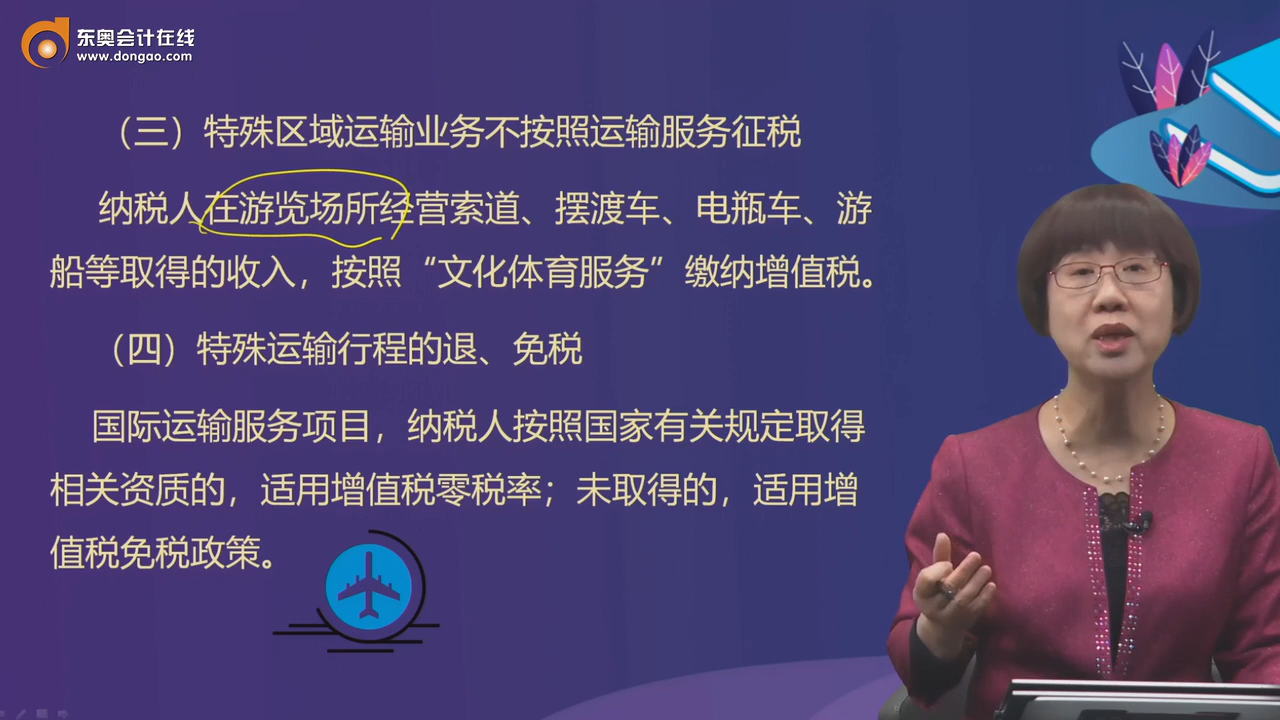 东奥会计在线
www.dongao.com
（三）特殊区域运输业务不按照运输服务征税
纳税人在游览场所经营索道、摆渡车、电瓶车、游
船等取得的收入，按照“文化体育服务”缴纳增值税。
（四）特殊运输行程的退、免税
国际运输服务项目，纳税人按照国家有关规定取得
相关资质的，适用增值税零税率；未取得的，适用增
值税免税政策。